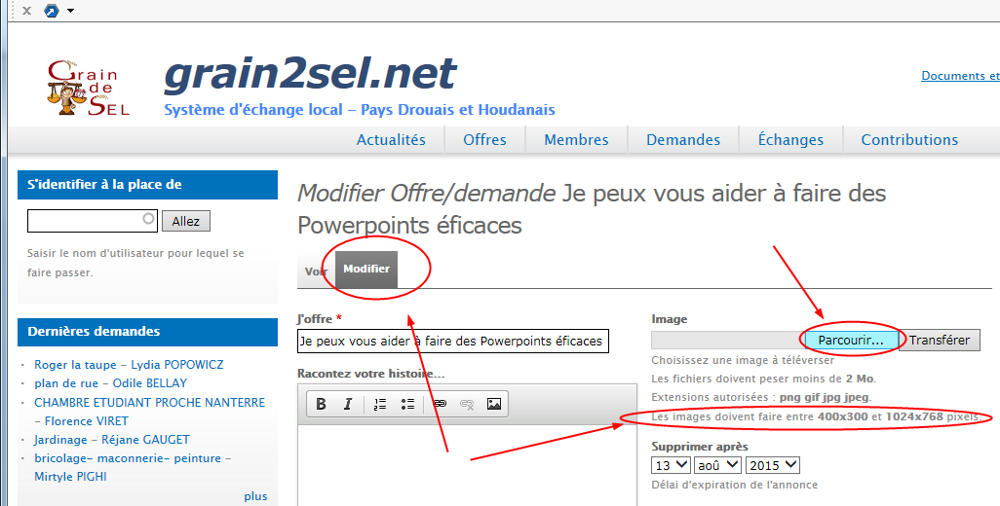 Grain
de
SEL
grain2sel.net
Système d'échange local – Pays Drouais et Houdanais
Documents et
Actualités
Offres
Membres
Demandes
Échanges
Contributions
S'identifier à la place de
Allez
Saisir le nom d'utilisateur pour lequel se
faire passer.
Dernières demandes
Roger la taupe – Lydia POPOWICZ
plan de rue – Odile BELLAY
CHAMBRE ETUDIANT PROCHE NANTERRE
– Florence VIRET
Jardinage – Réjane GAUGET
bricolage- maconnerie- peinture –
Mirtyle PIGHI
plus
Modifier Offre/demande Je peux vous aider à faire des
Powerpoints éficaces
Voir
Modifier
J'offre *
Je peux vous aider à faire des Powerpoints éficaces
Racontez votre histoire...
B I
Image
Parcourir...
Transférer
Choisissez une image à téléverser
Les fichiers doivent peser moins de 2 Mo.
Extensions autorisées : png gif jpg jpeg.
Les images doivent faire entre 400x300 et 1024x768 pixels.
Supprimer après
13 aoû 2015
Délai d'expiration de l'annonce